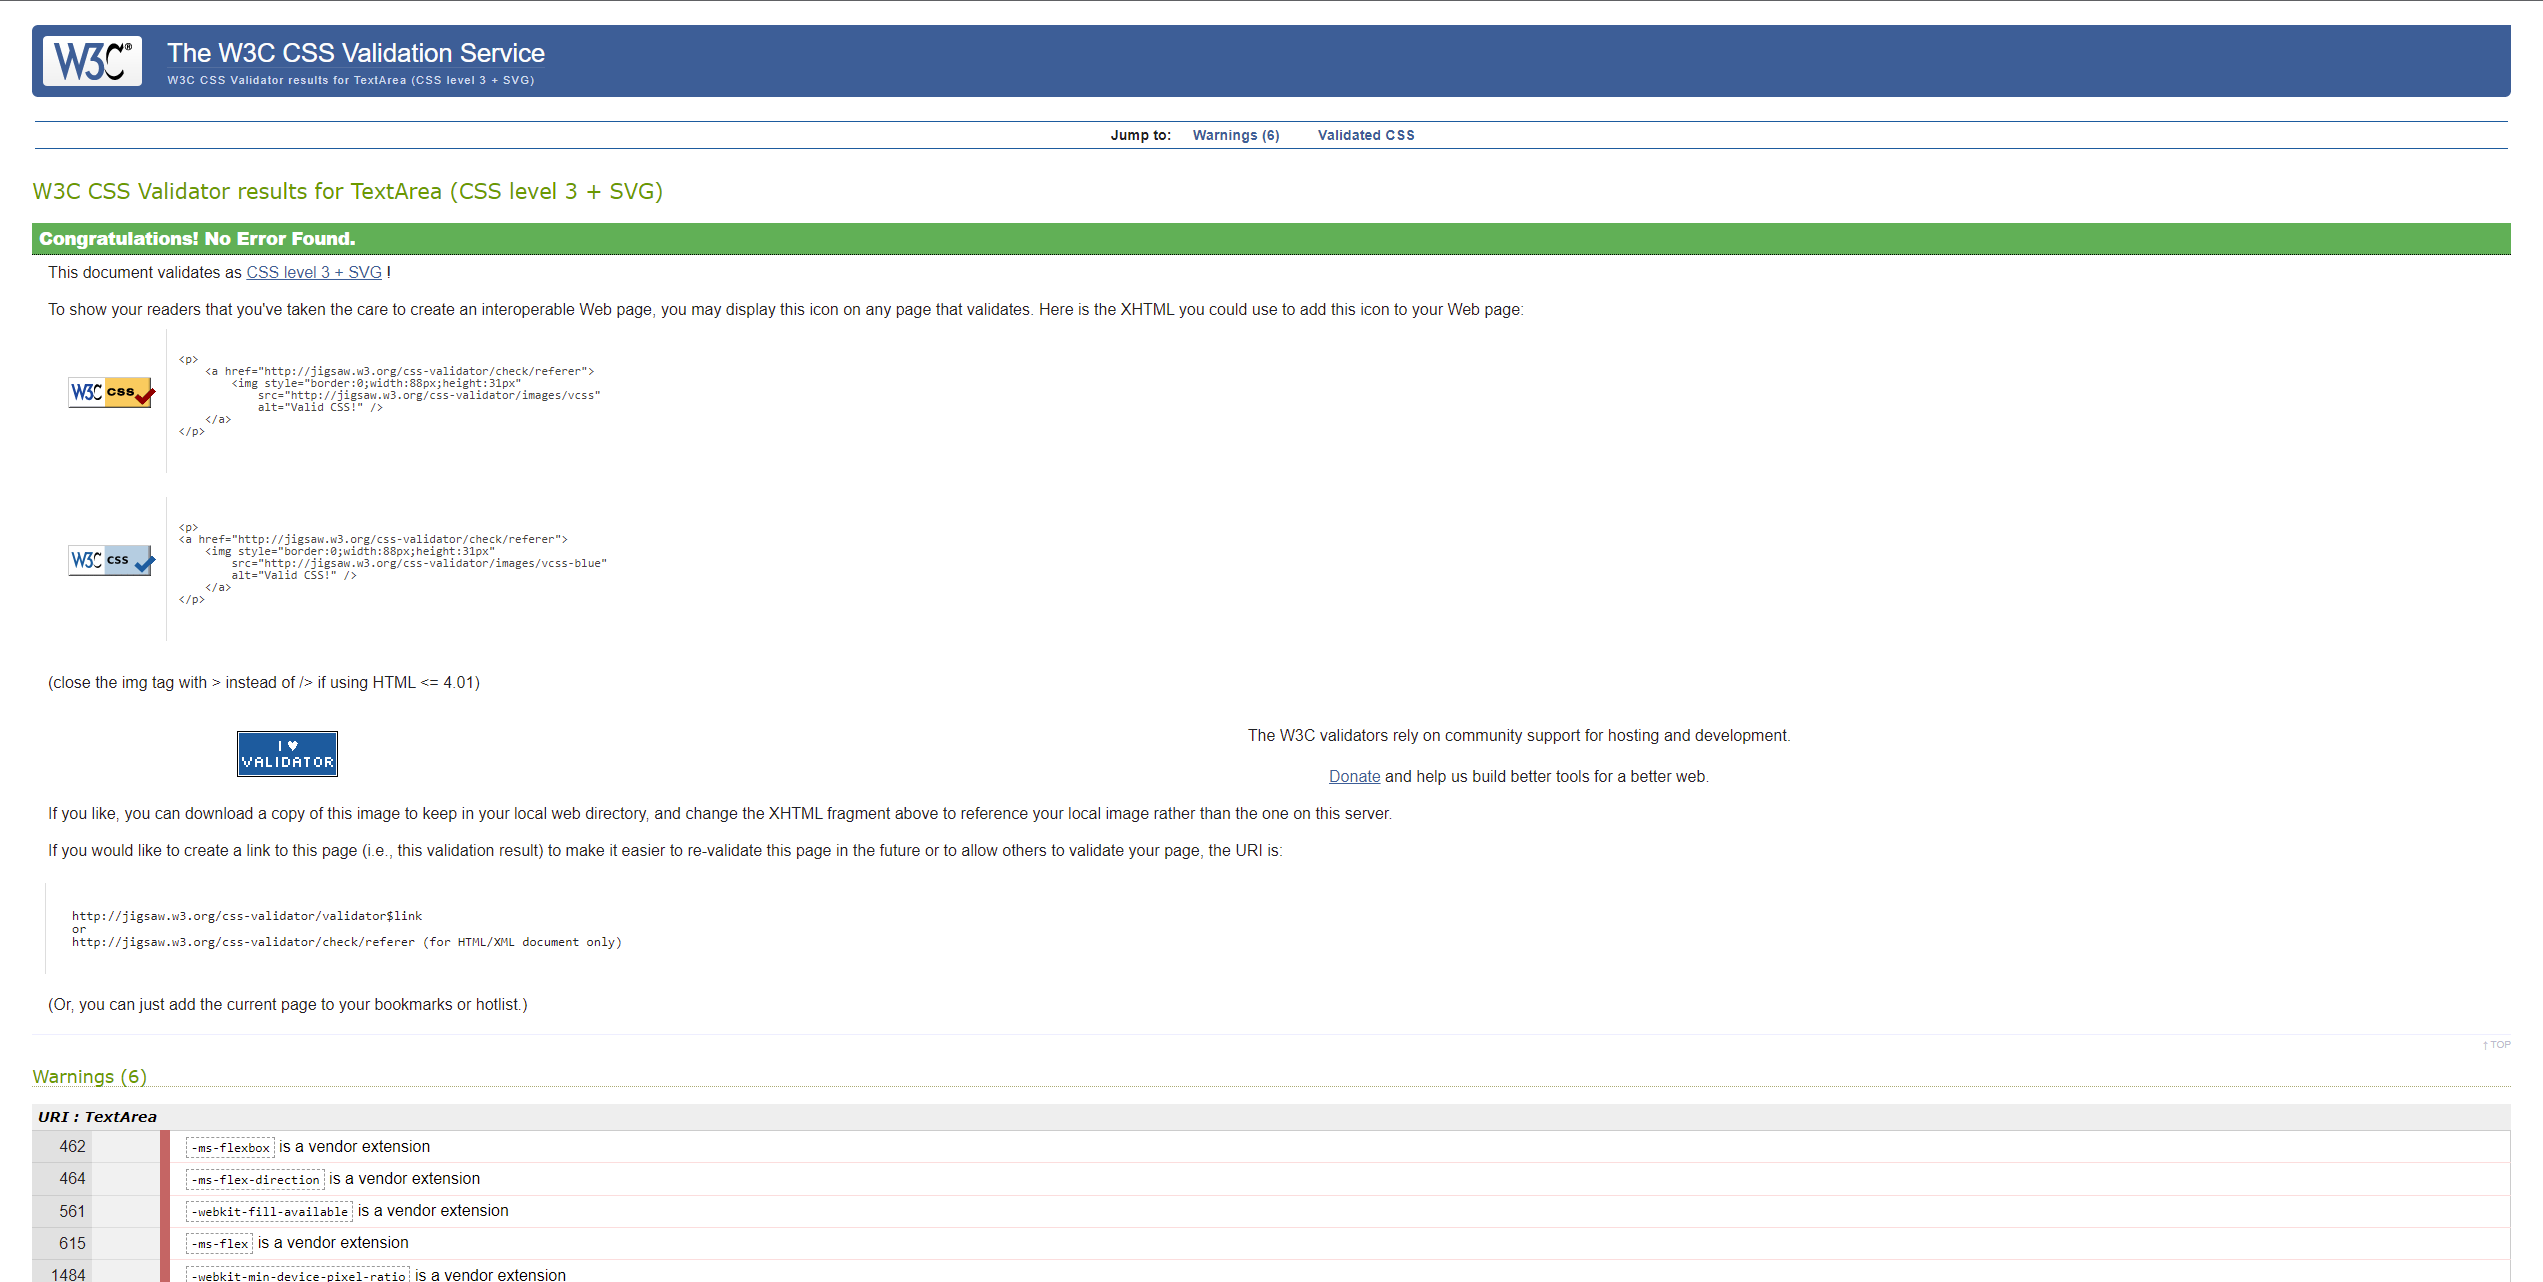 W3C®
The W3C CSS Validation Service
W3C CSS Validator results for TextArea (CSS level 3 + SVG)
Jump to: Warnings (6) Validated CSS
W3C CSS Validator results for TextArea (CSS level 3 + SVG)
Congratulations! No Error Found.
This document validates as CSS level 3 + SVG !
To show your readers that you've taken the care to create an interoperable Web page, you may display this icon on any page that validates. Here is the XHTML you could use to add this icon to your Web page:
W3C css
<p>
<a href="http://jigsaw.w3.org/css-validator/check/referer">
<img style="border:0;width:88px;height:31px"
src="http://jigsaw.w3.org/css-validator/images/vcss"
alt="Valid CSS!" />
</a>
</p>
W3C css
<p>
<a href="http://jigsaw.w3.org/css-validator/check/referer">
<img style="border:0;width:88px;height:31px"
src="http://jigsaw.w3.org/css-validator/images/vcss-blue"
alt="Valid CSS!" />
</a>
</p>
(close the img tag with > instead of /> if using HTML <= 4.01)
I ♥
VALIDATOR
The W3C validators rely on community support for hosting and development.
Donate and help us build better tools for a better web.
If you like, you can download a copy of this image to keep in your local web directory, and change the XHTML fragment above to reference your local image rather than the one on this server.
If you would like to create a link to this page (i.e., this validation result) to make it easier to re-validate this page in the future or to allow others to validate your page, the URI is:
http://jigsaw.w3.org/css-validator/validator$link
or
http://jigsaw.w3.org/css-validator/check/referer (for HTML/XML document only)
(Or, you can just add the current page to your bookmarks or hotlist.)
↑ TOP
Warnings (6)
URI : TextArea
462 -ms-flexbox is a vendor extension
464 -ms-flex-direction is a vendor extension
561 -webkit-fill-available is a vendor extension
615 -ms-flex is a vendor extension
1484 -webkit-min-device-pixel-ratio is a vendor extension